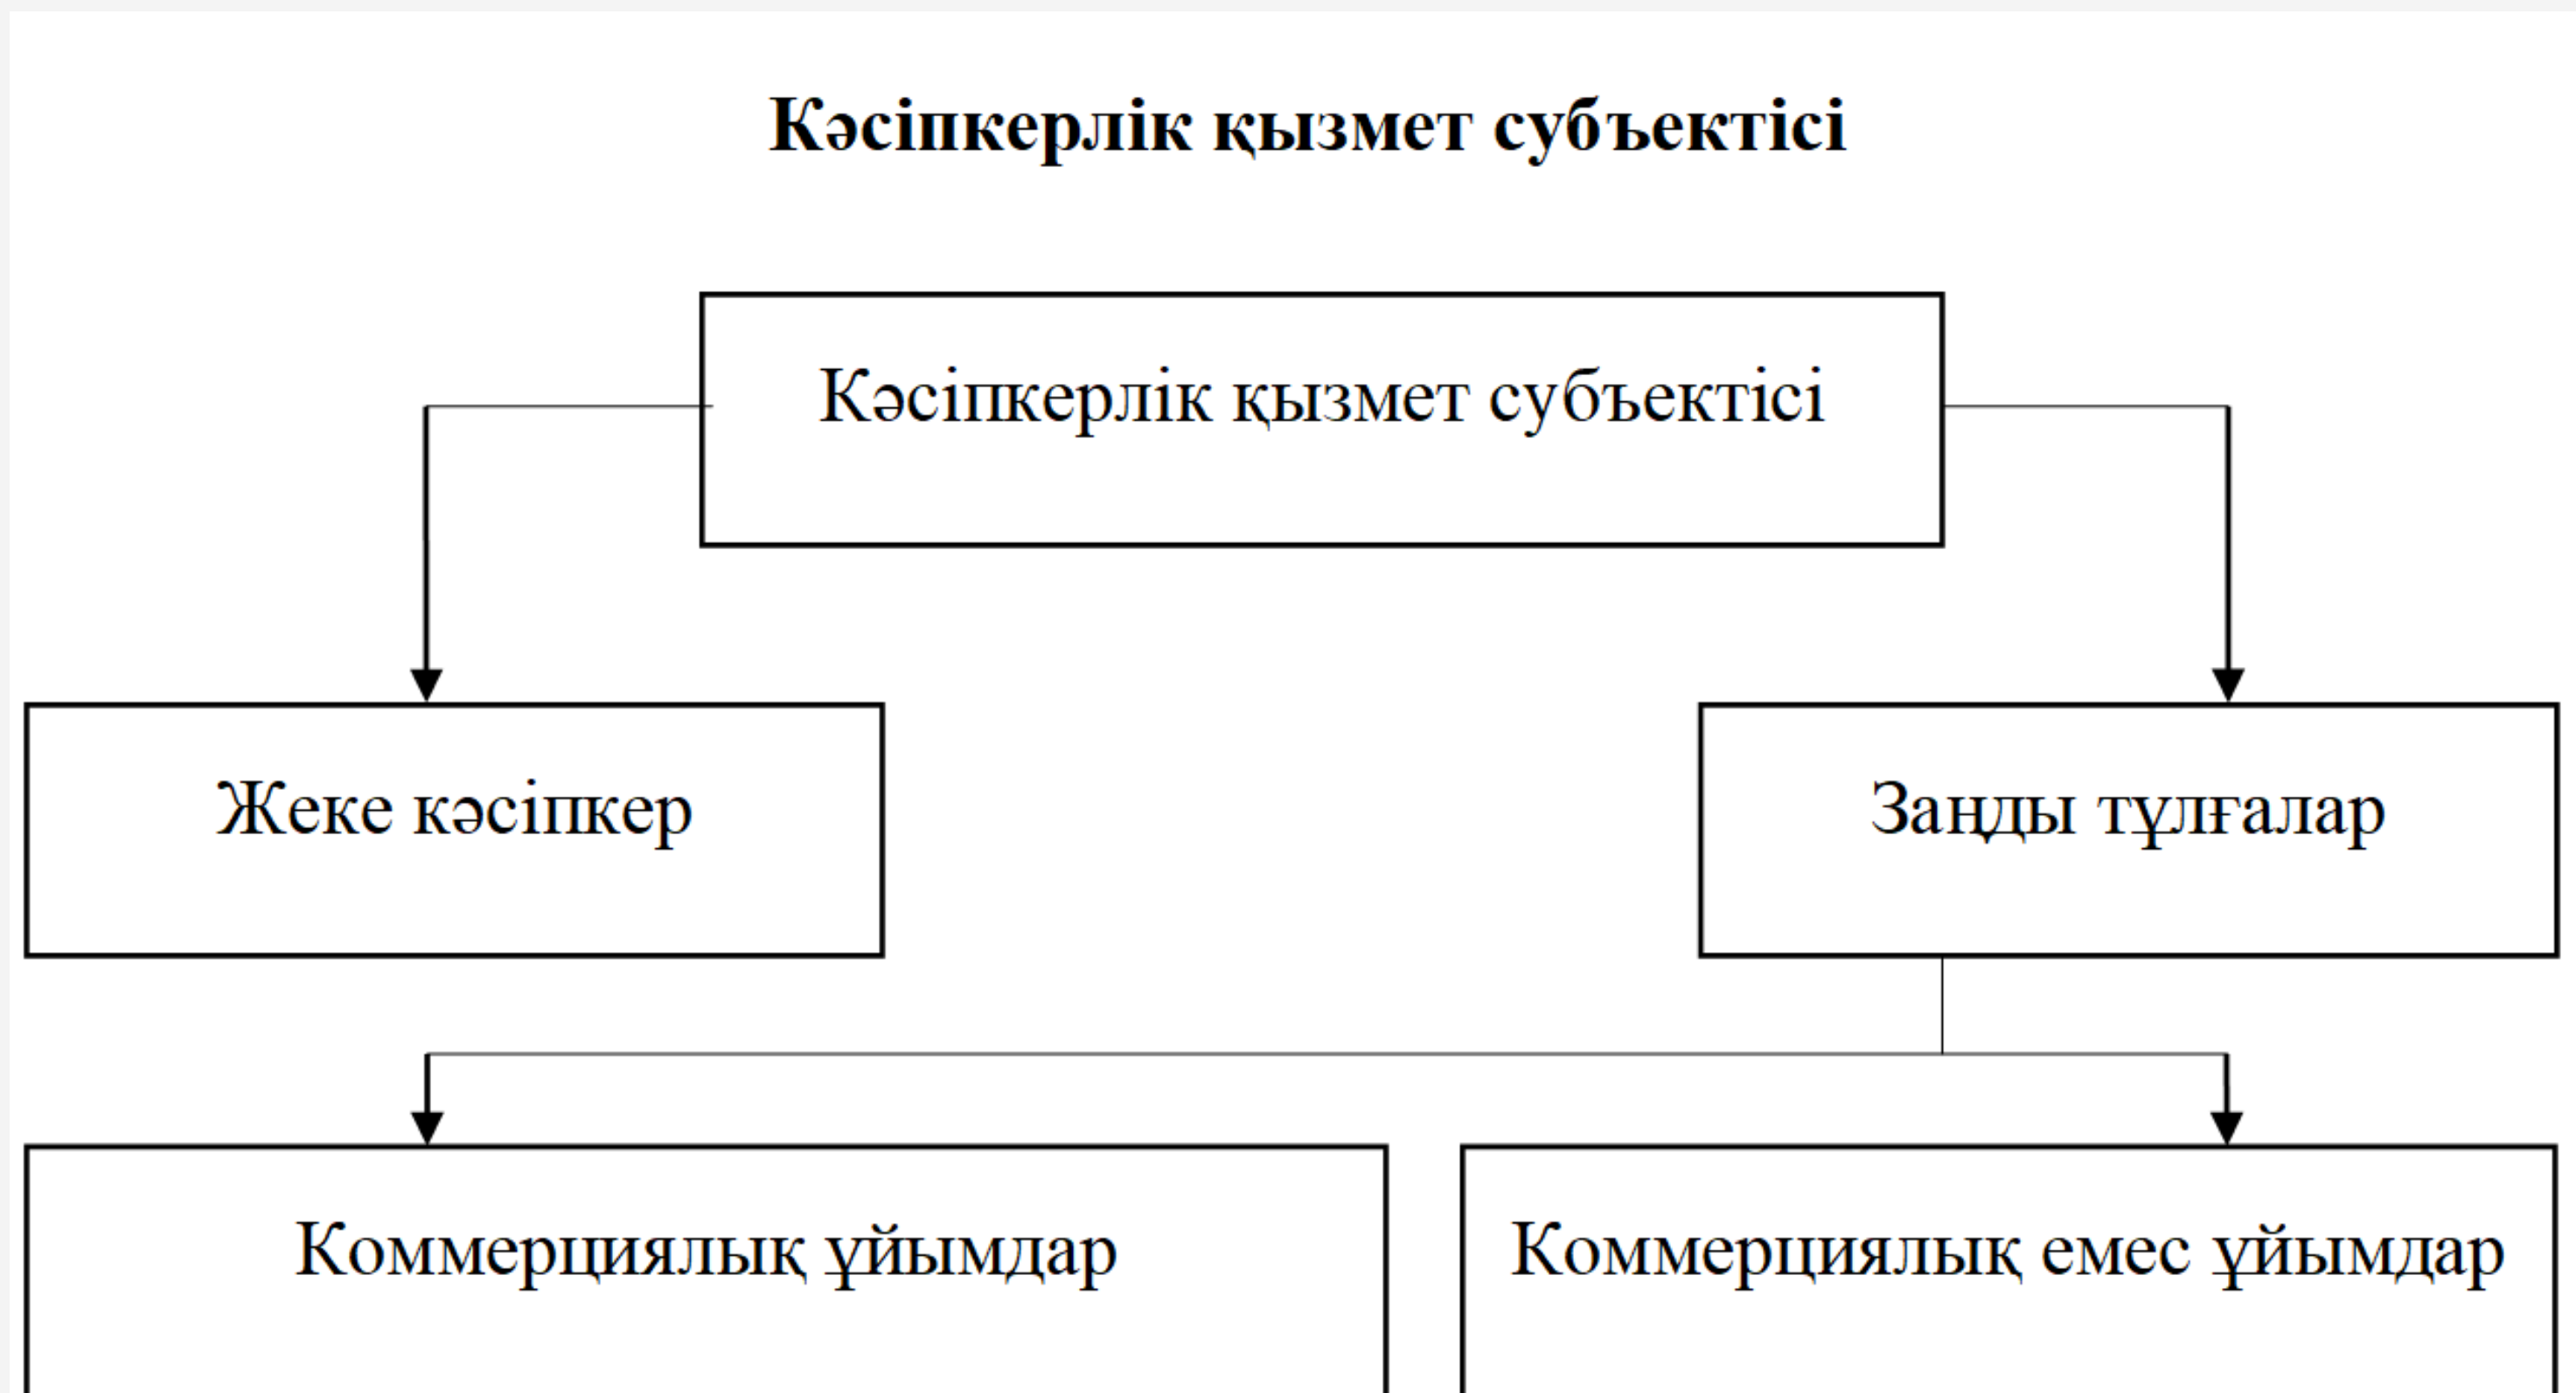 Кәсіпкерлік қызмет субъектісі
Кәсіпкерлік қызмет субъектісі
Жеке кәсіпкер
Заңды тұлғалар
Коммерциялық ұйымдар
Коммерциялық емес ұйымдар